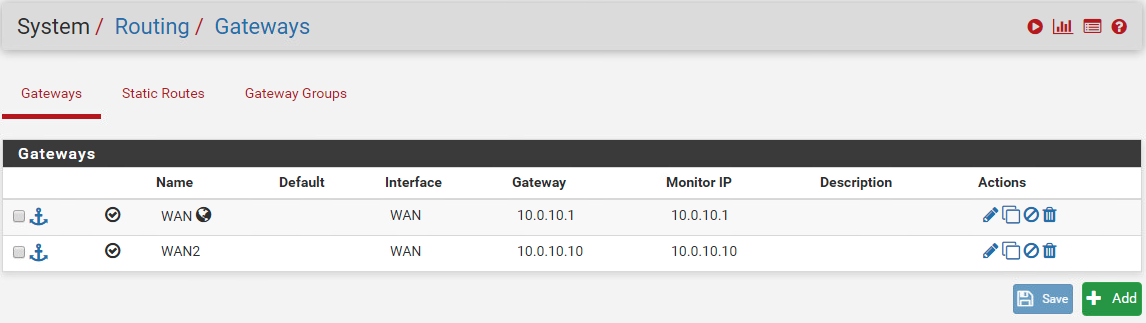 System / Routing / Gateways
Gateways Static Routes Gateway Groups
Gateways
Name Default Interface Gateway Monitor IP Description Actions
WAN WAN 10.0.10.1 10.0.10.1
WAN2 WAN 10.0.10.10 10.0.10.10
Save Add